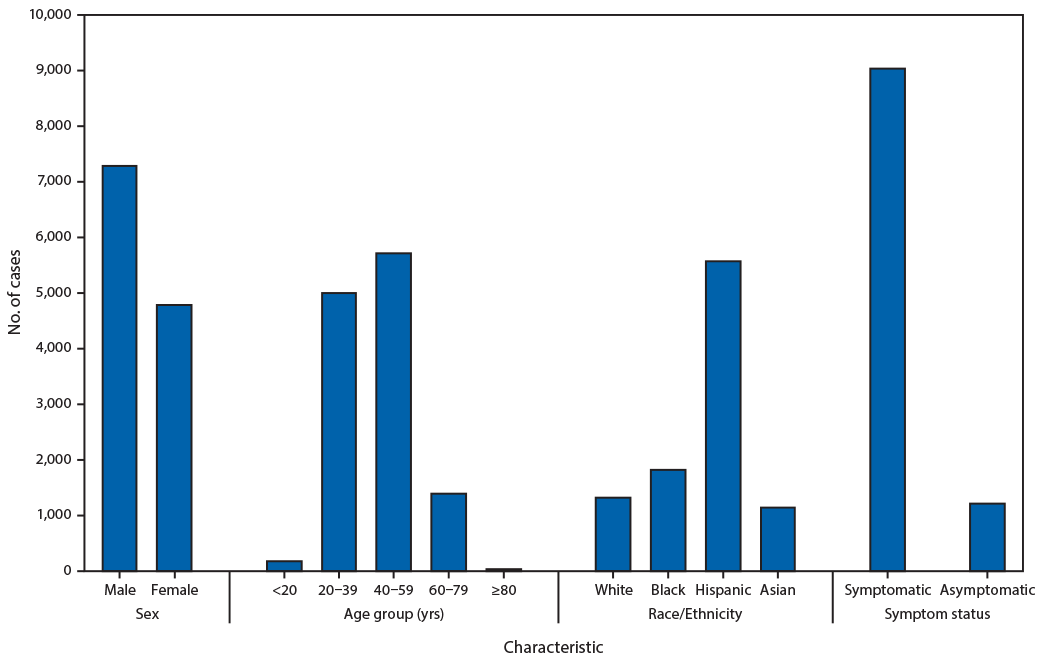 10,000
9,000
8,000
7,000
6,000
5,000
4,000
3,000
2,000
1,000
0
No. of cases
Male Female <20 20–39 40–59 60–79 ≥80 White Black Hispanic Asian Symptomatic Asymptomatic
Sex Age group (yrs) Race/Ethnicity Symptom status
Characteristic